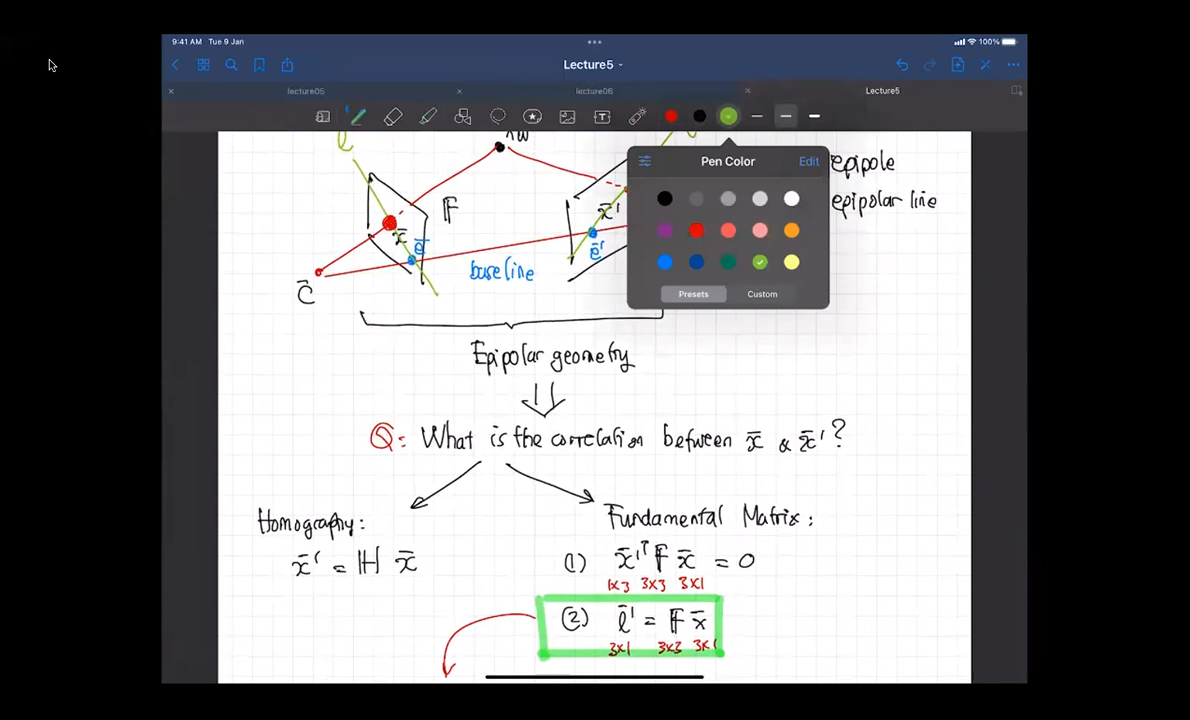 9:41 AM Tue 9 Jan
100%
Lecture5
lecture05
lecture06
Lecture5
Pen Color
Edit
Presets
Custom
l
𝔽
x̄
ē
C̄
baseline
x̄'
ē'
epipole
epipolar line
Epipolar geometry
Q: What is the correlation between x̄ & x̄'?
Homography:
x̄' = ℍ x̄
Fundamental Matrix:
(1) x̄'ᵀ 𝔽 x̄ = 0
1x3 3x3 3x1
(2) l̄' = 𝔽 x̄
3x1 3x3 3x1